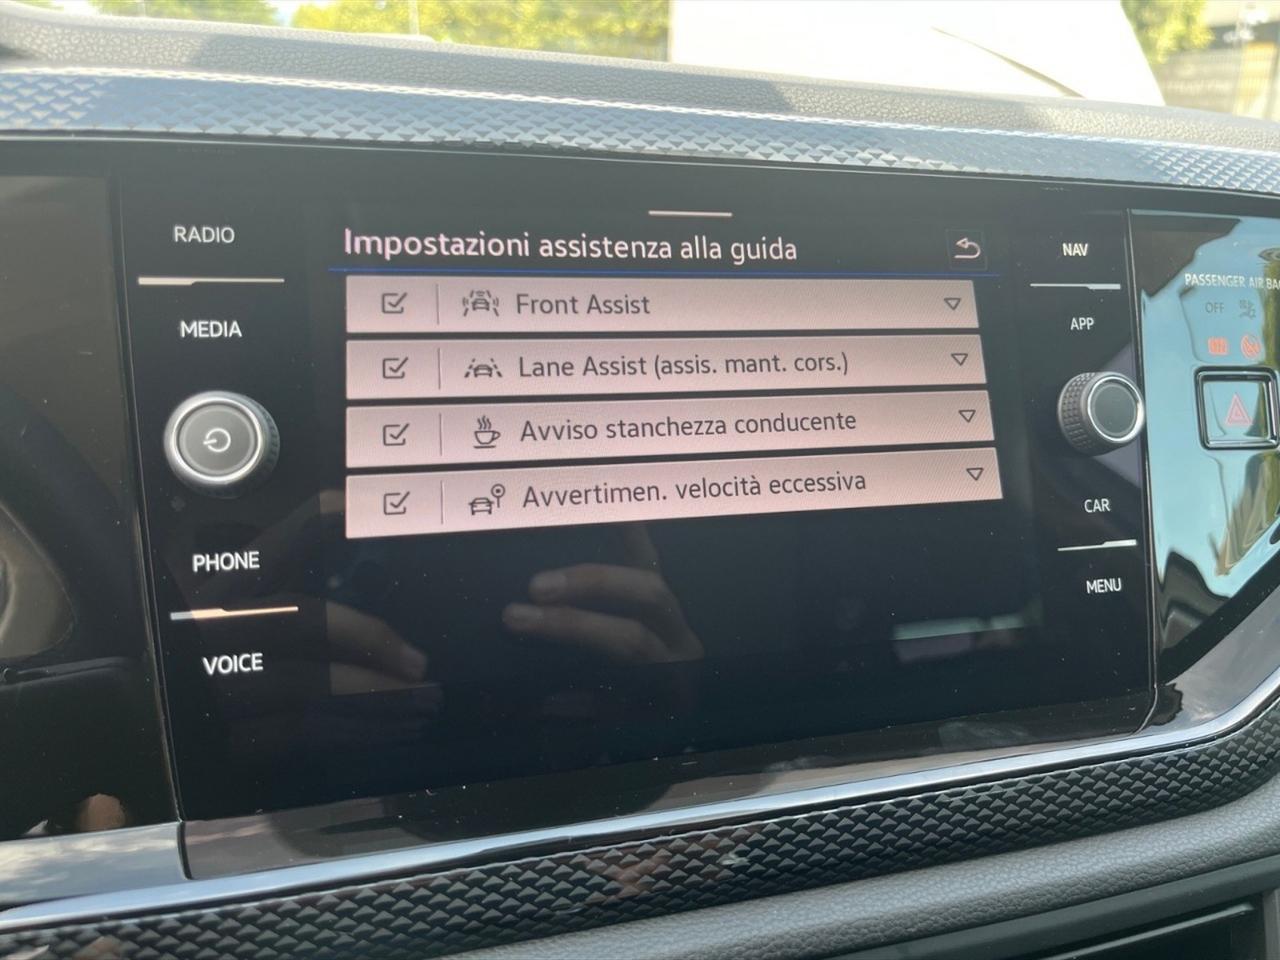 RADIO
MEDIA
PHONE
VOICE
Impostazioni assistenza alla guida
Front Assist
Lane Assist (assis. mant. cors.)
Avviso stanchezza conducente
Avvertimen. velocità eccessiva
NAV
APP
CAR
MENU
PASSENGER AIR
OFF